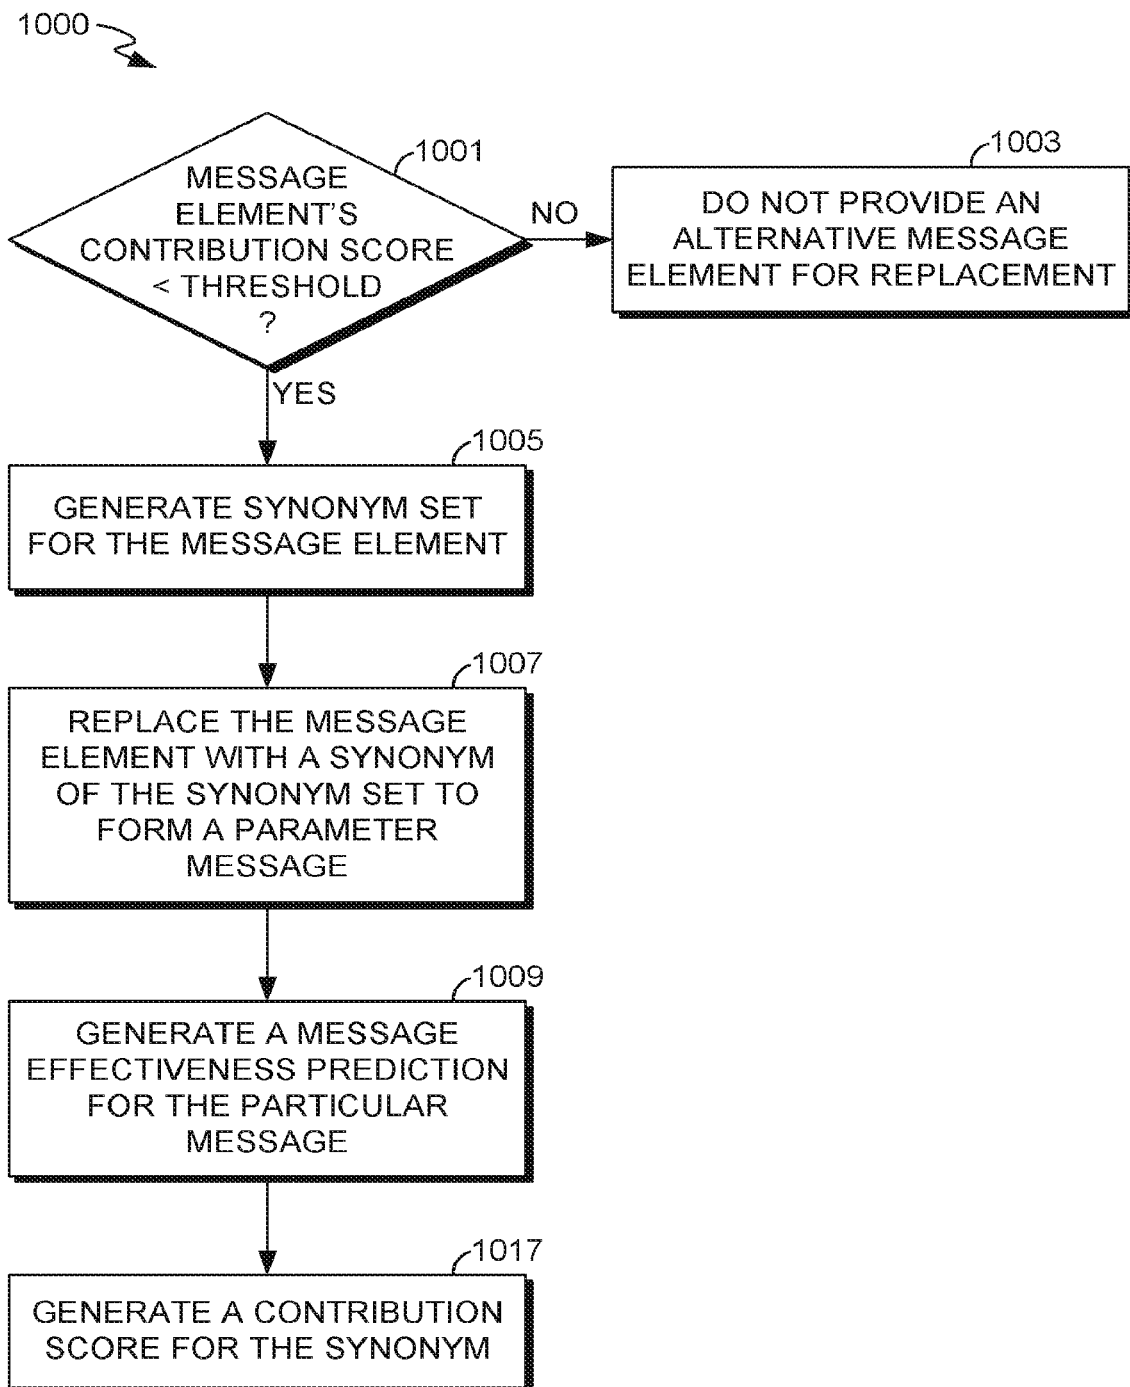 1000
1001
MESSAGE
ELEMENT'S
CONTRIBUTION SCORE
< THRESHOLD
?
NO
1003
DO NOT PROVIDE AN
ALTERNATIVE MESSAGE
ELEMENT FOR REPLACEMENT
YES
1005
GENERATE SYNONYM SET
FOR THE MESSAGE ELEMENT
1007
REPLACE THE MESSAGE
ELEMENT WITH A SYNONYM
OF THE SYNONYM SET TO
FORM A PARAMETER
MESSAGE
1009
GENERATE A MESSAGE
EFFECTIVENESS PREDICTION
FOR THE PARTICULAR
MESSAGE
1017
GENERATE A CONTRIBUTION
SCORE FOR THE SYNONYM